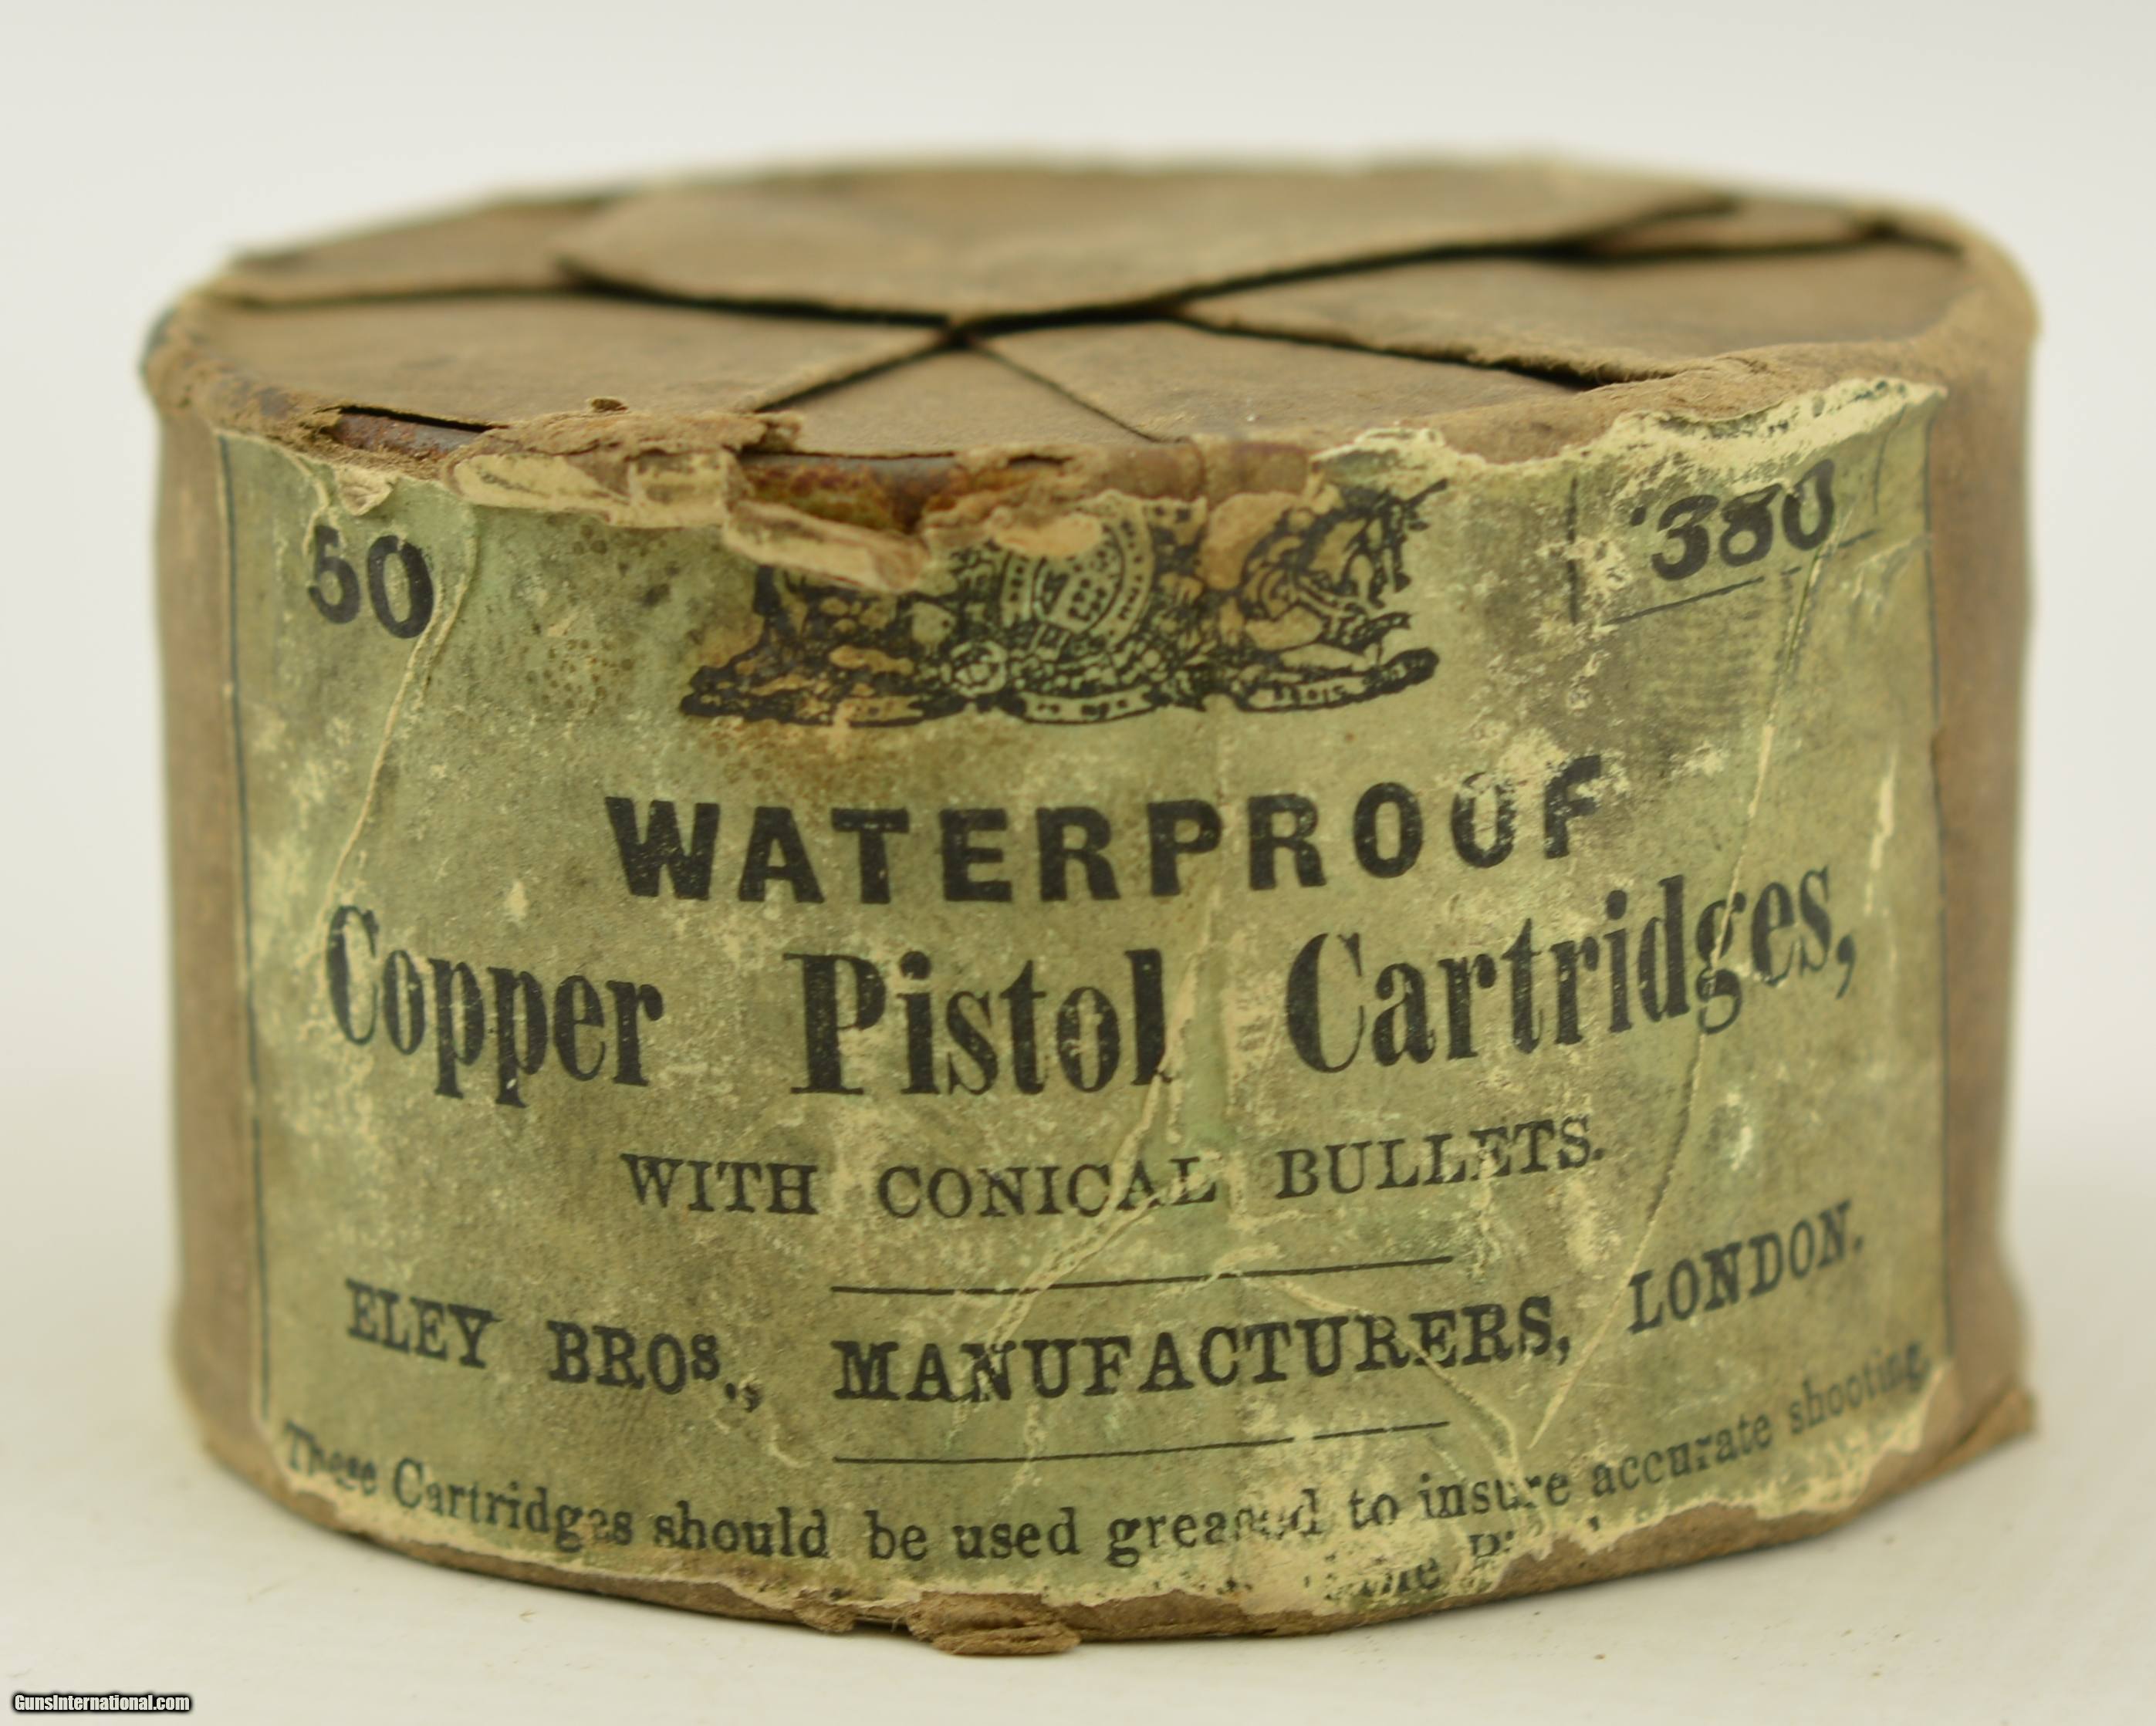 50
·380
WATERPROOF
Copper Pistol Cartridges,
WITH CONICAL BULLETS.
ELEY BROS., MANUFACTURERS, LONDON.
These Cartridges should be used greased to insure accurate shooting
GunsInternational.com